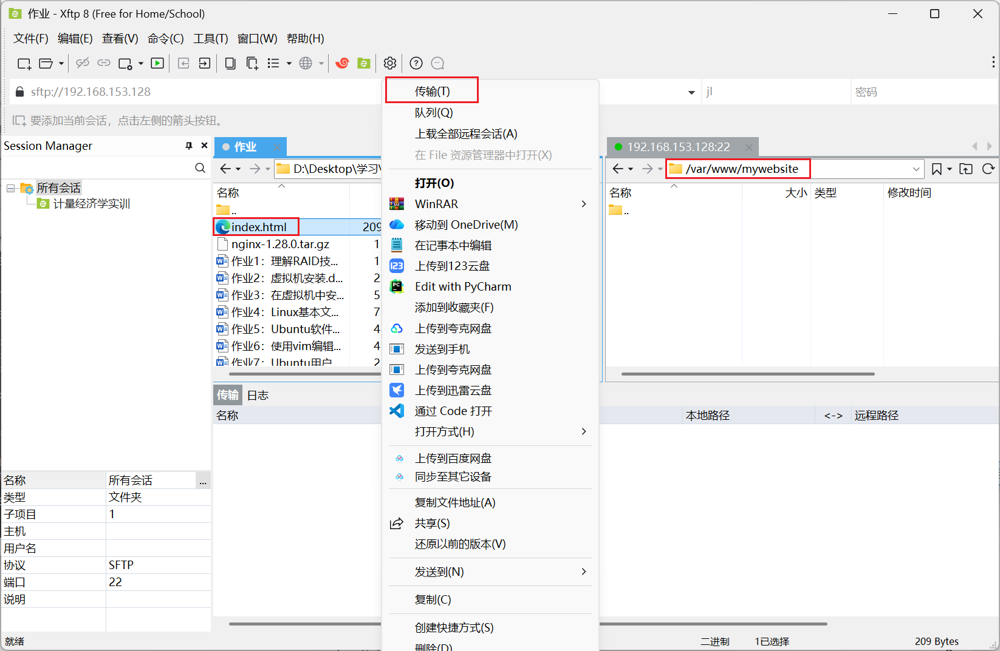 作业 - Xftp 8 (Free for Home/School)
文件(F) 编辑(E) 查看(V) 命令(C) 工具(T) 窗口(W) 帮助(H)
sftp://192.168.153.128
jl
密码
要添加当前会话，点击左侧的箭头按钮。
Session Manager
所有会话
计量经济学实训
名称 所有会话 ...
类型 文件夹
子项目 1
主机
用户名
协议 SFTP
端口 22
说明
作业
D:\Desktop\学习\
名称
..
index.html 209
nginx-1.28.0.tar.gz 1
作业1：理解RAID技... 1
作业2：虚拟机安装.d... 2
作业3：在虚拟机中安... 5
作业4：Linux基本文... 7
作业5：Ubuntu软件... 4
作业6：使用vim编辑... 4
作业7：Ubuntu用户 2
传输(T)
队列(Q)
上载全部远程会话(A)
在 File 资源管理器中打开(X)
打开(O)
WinRAR
移动到 OneDrive(M)
在记事本中编辑
123
上传到123云盘
PC
Edit with PyCharm
添加到收藏夹(F)
上传到夸克网盘
发送到手机
上传到夸克网盘
上传到迅雷云盘
通过 Code 打开
打开方式(H)
上传到百度网盘
同步至其它设备
复制文件地址(A)
共享(S)
还原以前的版本(V)
发送到(N)
复制(C)
创建快捷方式(S)
删除(D)
192.168.153.128:22
/var/www/mywebsite
名称 大小 类型 修改时间
..
传输 日志
名称 本地路径 <-> 远程路径
就绪 二进制 1已选择 209 Bytes